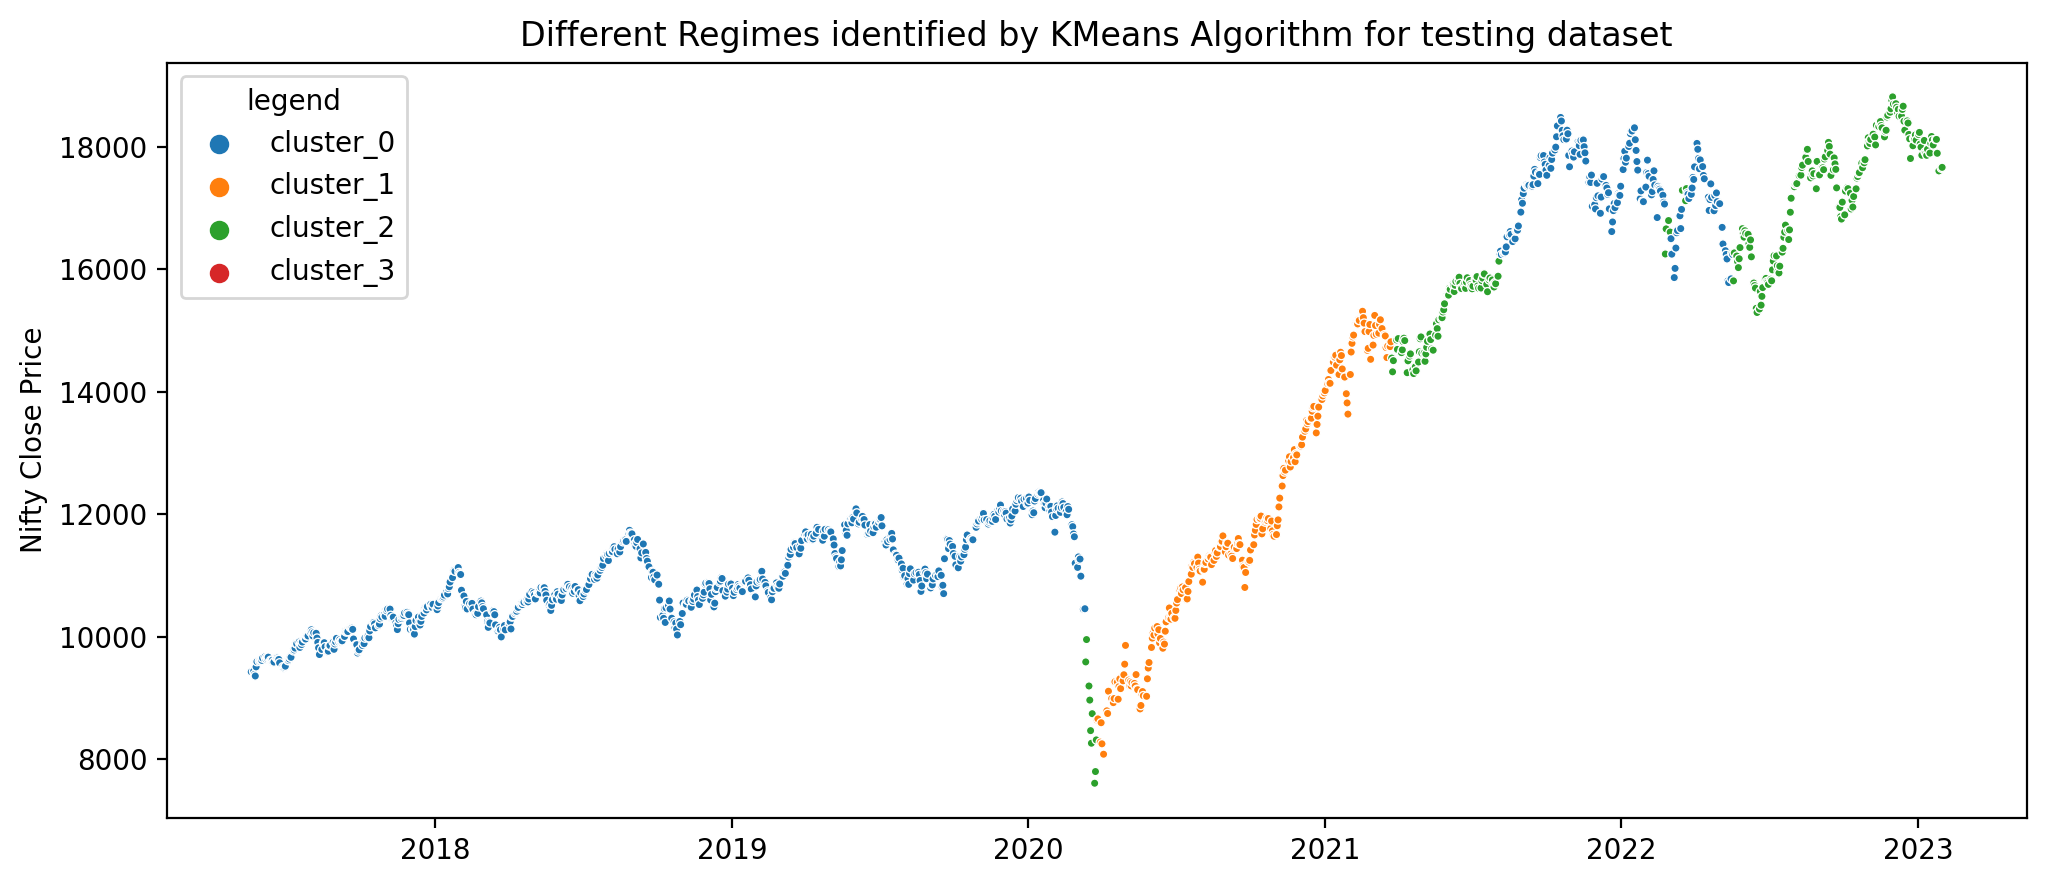 Different Regimes identified by KMeans Algorithm for testing dataset
legend
cluster_0
cluster_1
cluster_2
cluster_3
Nifty Close Price
18000
16000
14000
12000
10000
8000
2018 2019 2020 2021 2022 2023